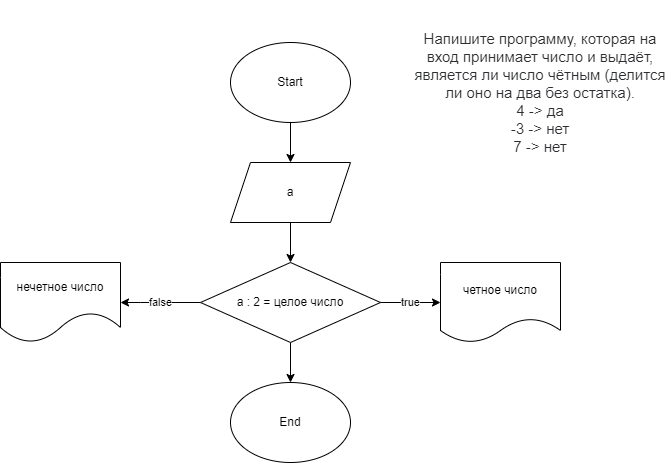 Напишите программу, которая на
вход принимает число и выдаёт,
является ли число чётным (делится
ли оно на два без остатка).
4 -> да
-3 -> нет
7 -> нет
Start
a
нечетное число
false
a : 2 = целое число
true
четное число
End